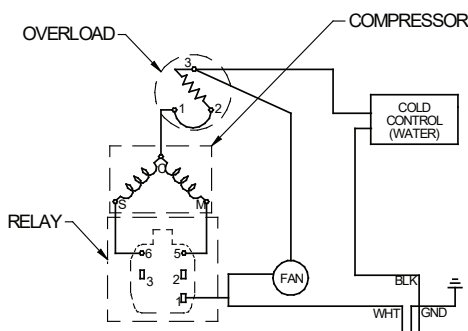 COMPRESSOR
OVERLOAD
3
1
2
COLD
CONTROL
(WATER)
C
S
M
RELAY
6
5
3
2
1
FAN
BLK
WHT
GND